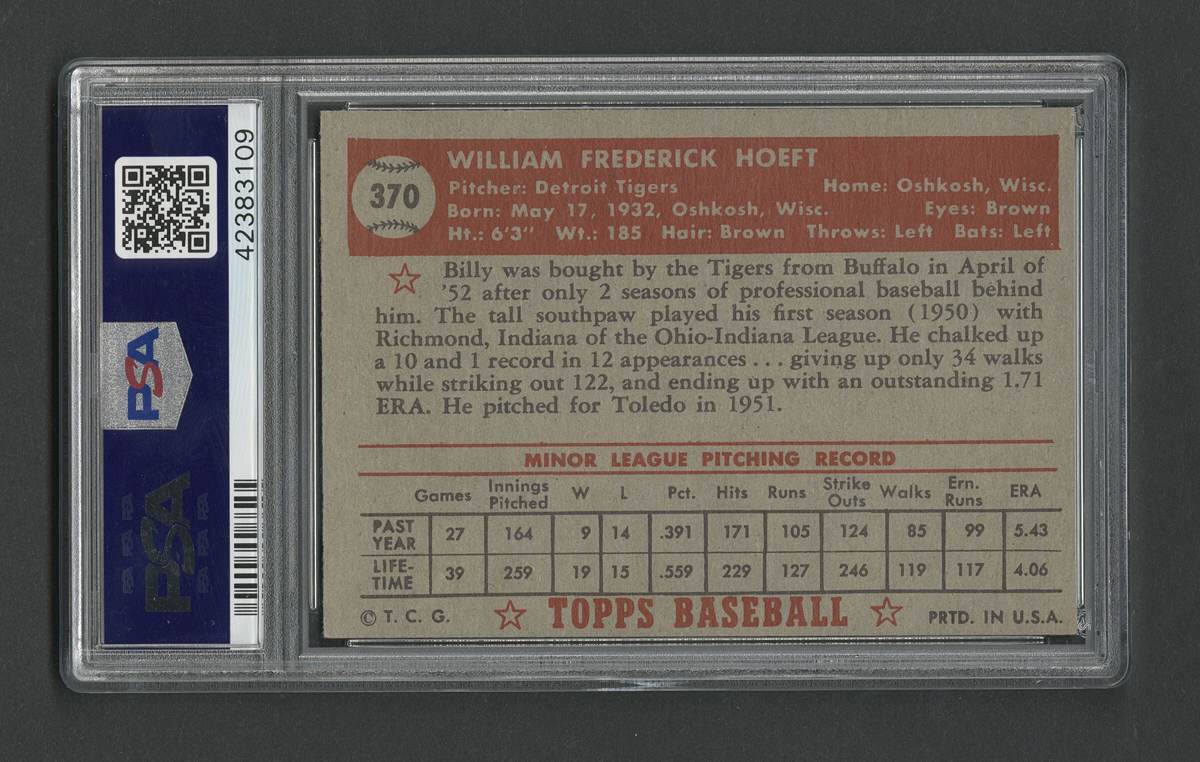 42383109
PSA
PSA
370
WILLIAM FREDERICK HOEFT
Pitcher: Detroit Tigers Home: Oshkosh, Wisc.
Born: May 17, 1932, Oshkosh, Wisc. Eyes: Brown
Ht.: 6'3" Wt.: 185 Hair: Brown Throws: Left Bats: Left
Billy was bought by the Tigers from Buffalo in April of
'52 after only 2 seasons of professional baseball behind
him. The tall southpaw played his first season (1950) with
Richmond, Indiana of the Ohio-Indiana League. He chalked up
a 10 and 1 record in 12 appearances . . . giving up only 34 walks
while striking out 122, and ending up with an outstanding 1.71
ERA. He pitched for Toledo in 1951.
MINOR LEAGUE PITCHING RECORD
Games Innings Pitched W L Pct. Hits Runs Strike Outs Walks Ern. Runs ERA
PAST YEAR 27 164 9 14 .391 171 105 124 85 99 5.43
LIFE-TIME 39 259 19 15 .559 229 127 246 119 117 4.06
© T. C. G. TOPPS BASEBALL PRTD. IN U.S.A.